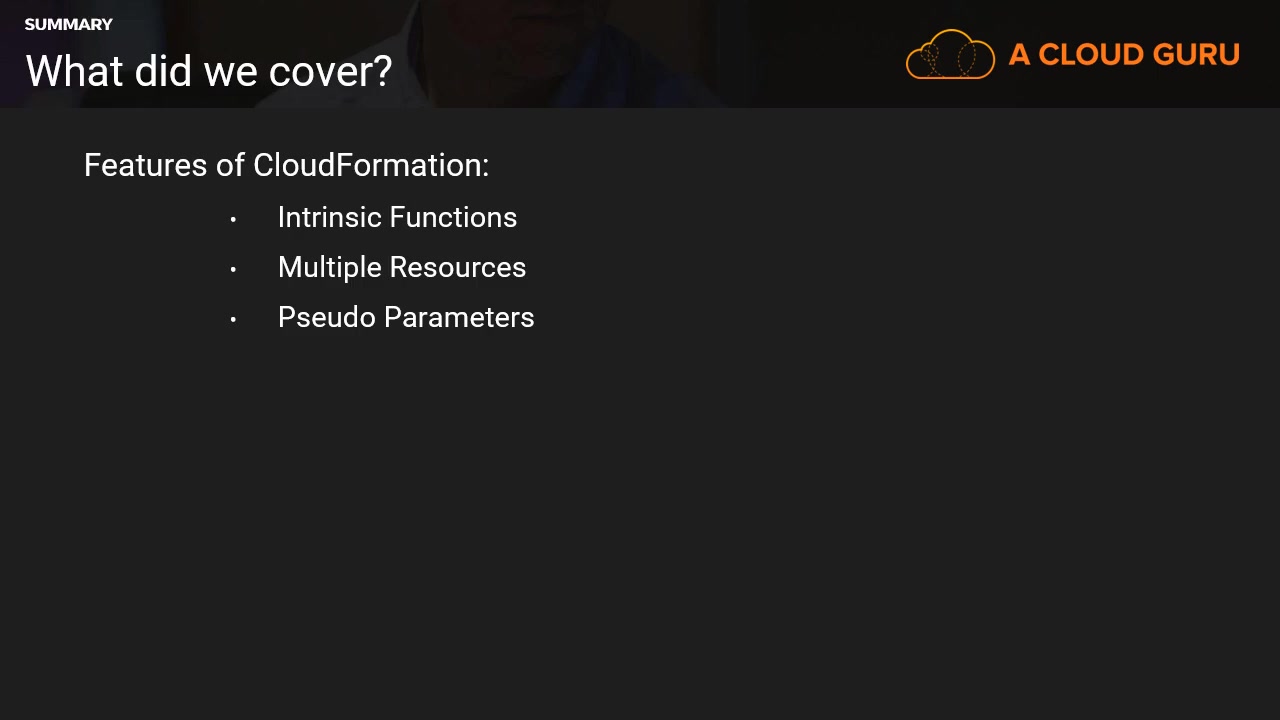 SUMMARY
What did we cover?
A CLOUD GURU
Features of CloudFormation:
• Intrinsic Functions
• Multiple Resources
• Pseudo Parameters